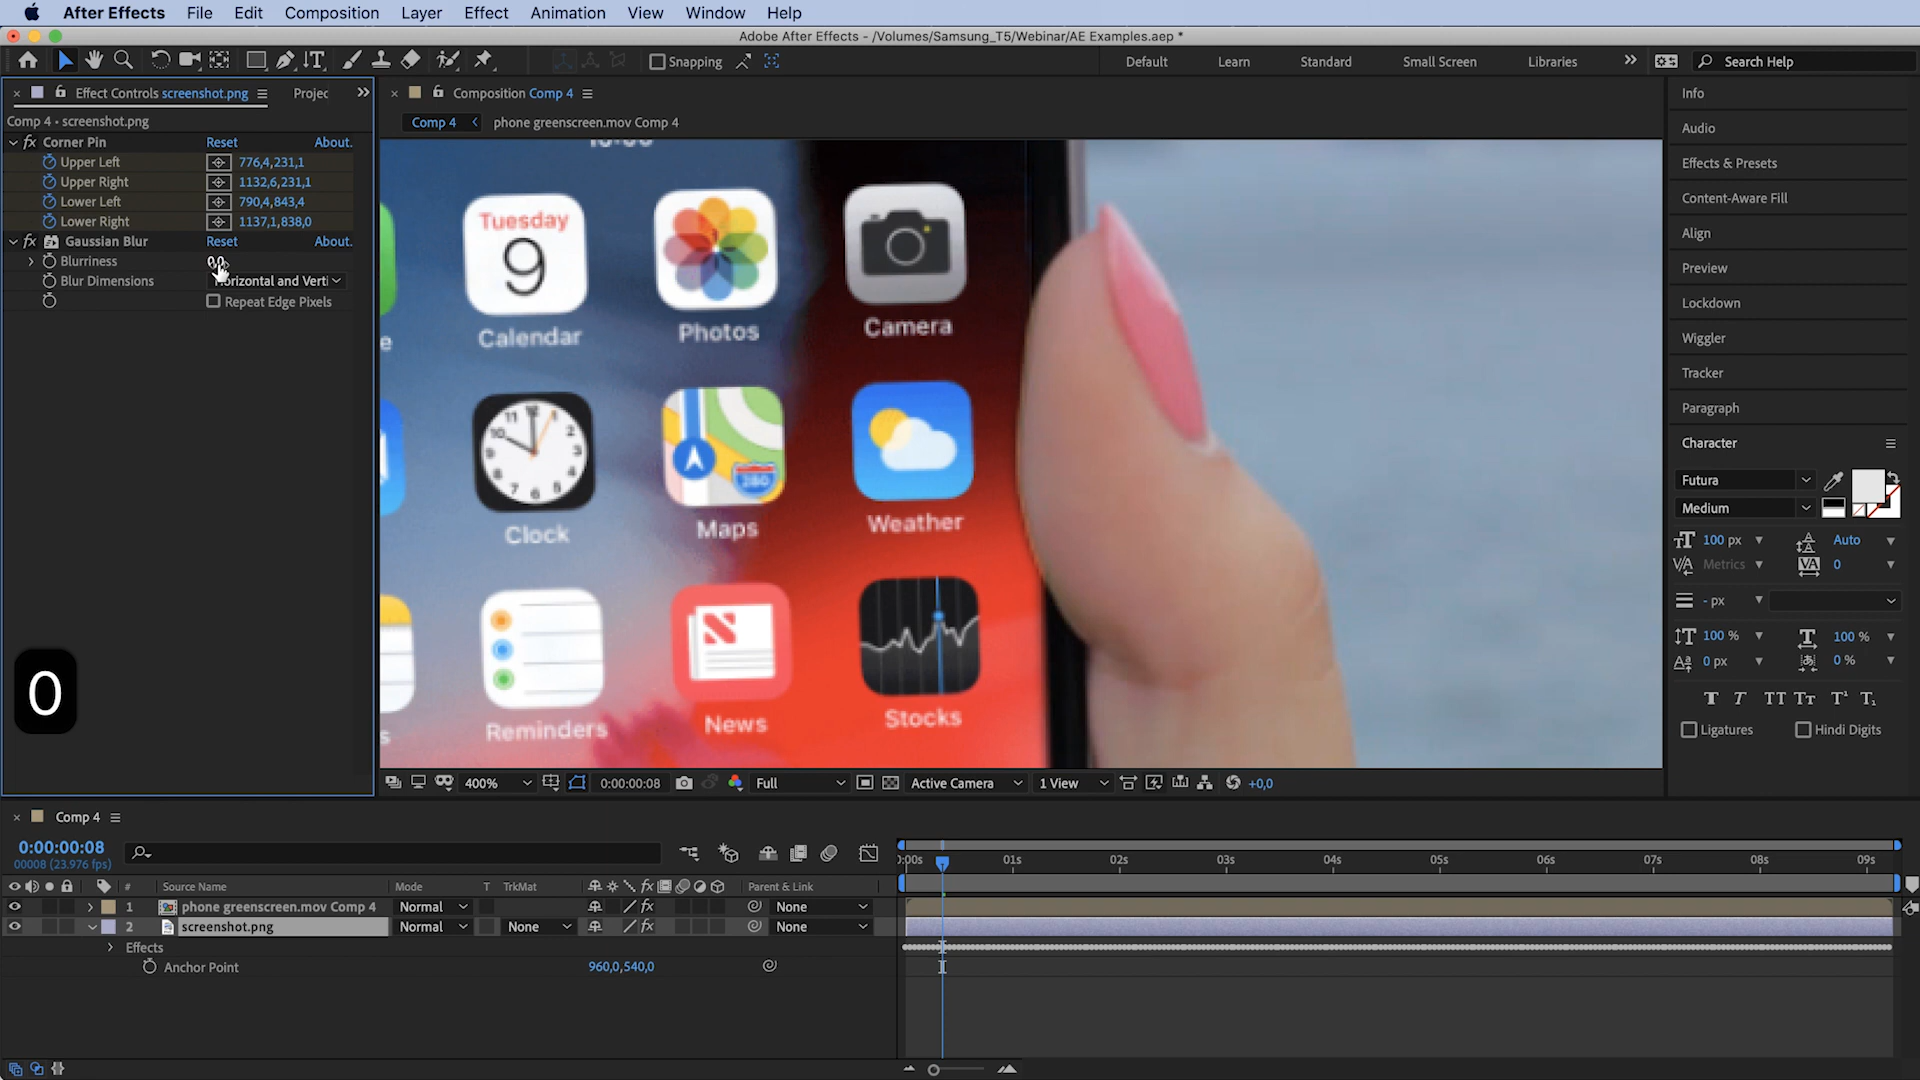 After Effects File Edit Composition Layer Effect Animation View Window Help
Adobe After Effects - /Volumes/Samsung_T5/Webinar/AE Examples.aep *
Snapping Default Learn Standard Small Screen Libraries Search Help
Effect Controls screenshot.png Projec
Comp 4 • screenshot.png
fx Corner Pin Reset About.
Upper Left 776,4,231,1
Upper Right 1132,6,231,1
Lower Left 790,4,843,4
Lower Right 1137,1,838,0
fx Gaussian Blur Reset About.
Blurriness 0,0
Blur Dimensions Horizontal and Verti
Repeat Edge Pixels
0
Composition Comp 4
Comp 4 phone greenscreen.mov Comp 4
Tuesday
9
Calendar
Photos
Camera
Clock
280
Maps
Weather
Reminders
News
Stocks
400% 0:00:00:08 Full Active Camera 1 View +0,0
Info
Audio
Effects & Presets
Content-Aware Fill
Align
Preview
Lockdown
Wiggler
Tracker
Paragraph
Character
Futura
Medium
100 px Auto
Metrics 0
- px
100 % 100 %
0 px 0 %
Ligatures Hindi Digits
Comp 4
0:00:00:08
00008 (23.976 fps)
:00s 01s 02s 03s 04s 05s 06s 07s 08s 09s
# Source Name Mode T TrkMat Parent & Link
1 phone greenscreen.mov Comp 4 Normal None
2 screenshot.png Normal None None
Effects
Anchor Point 960,0,540,0